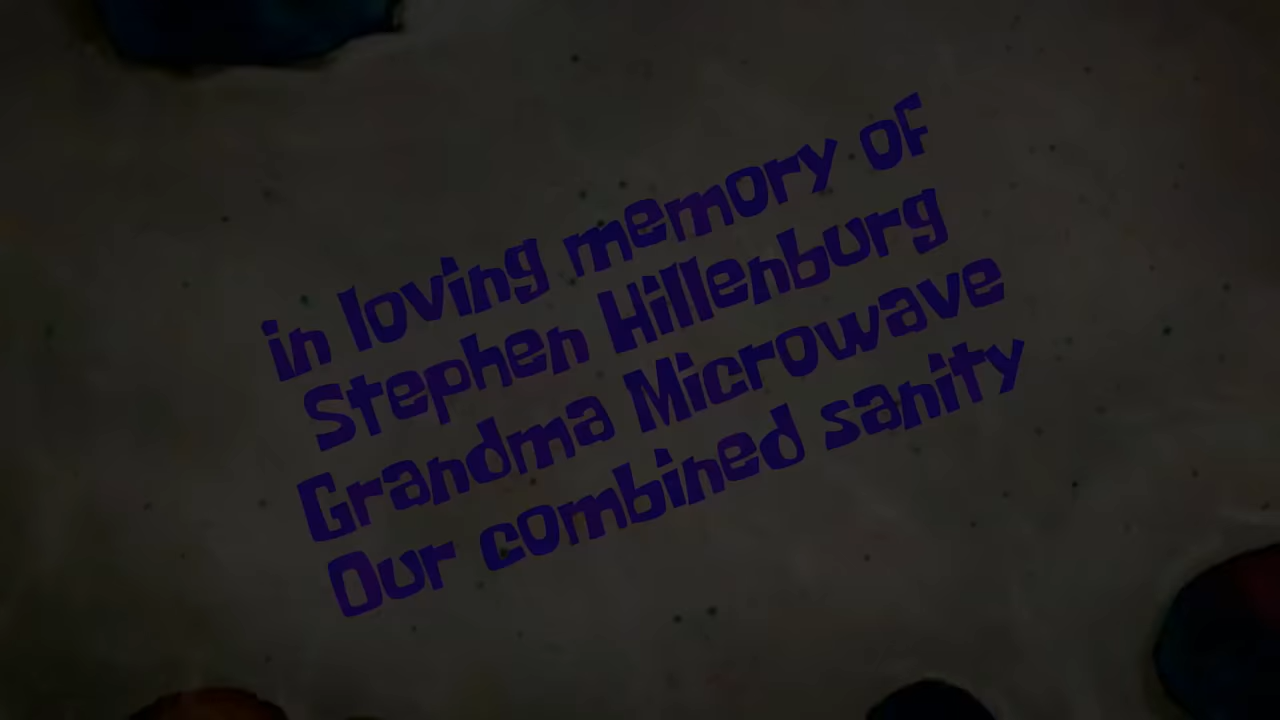 in loving memory of
Stephen Hillenburg
Grandma Microwave
Our combined sanity